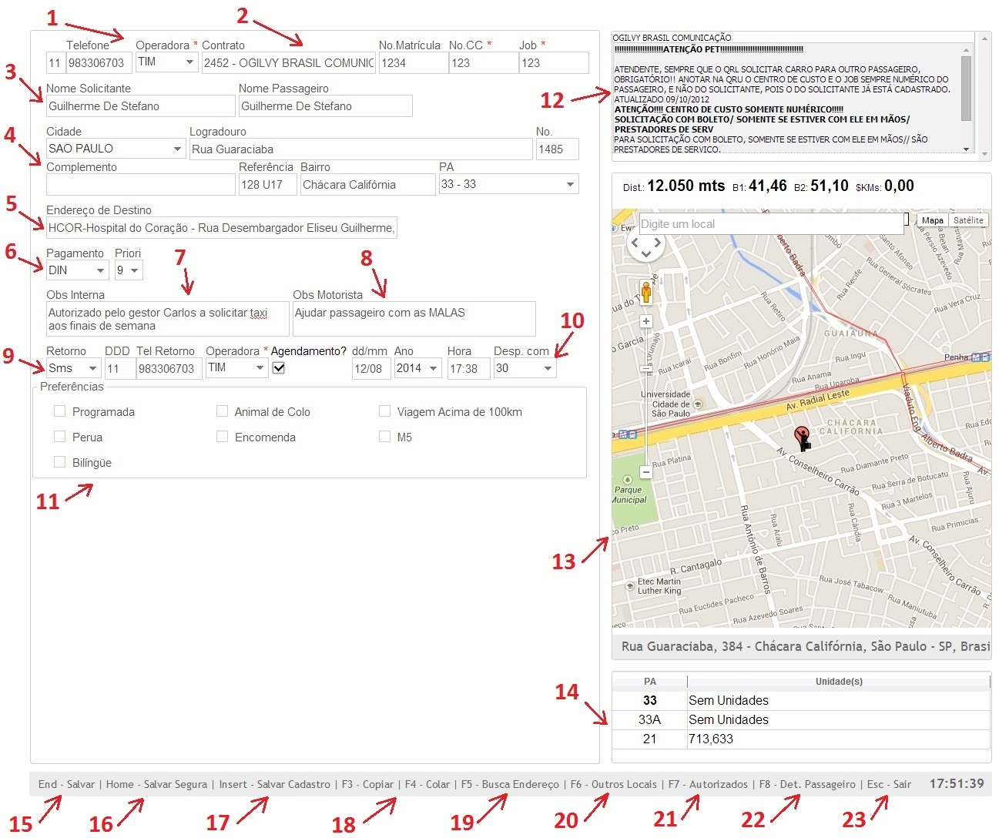 1
2
Telefone Operadora * Contrato No.Matrícula No.CC * Job *
11 983306703 TIM 2452 - OGILVY BRASIL COMUNIC 1234 123 123
3
Nome Solicitante Nome Passageiro
Guilherme De Stefano Guilherme De Stefano
4
Cidade Logradouro No.
SAO PAULO Rua Guaraciaba 1485
Complemento Referência Bairro PA
128 U17 Chácara Califórnia 33 - 33
5
Endereço de Destino
HCOR-Hospital do Coração - Rua Desembargador Eliseu Guilherme,
6
7
8
Pagamento Priori
DIN 9
Obs Interna Obs Motorista
Autorizado pelo gestor Carlos a solicitar taxi
aos finais de semana
Ajudar passageiro com as MALAS
9
10
Retorno DDD Tel Retorno Operadora * Agendamento? dd/mm Ano Hora Desp. com
Sms 11 983306703 TIM 12/08 2014 17:38 30
Preferências
Programada Animal de Colo Viagem Acima de 100km
Perua Encomenda M5
Bilíngüe
11
12
OGILVY BRASIL COMUNICAÇÃO
!!!!!!!!!!!!!!!!!!!!!ATENÇÃO PET!!!!!!!!!!!!!!!!!!!!!!!!!!!!!!!!!!!!
ATENDENTE, SEMPRE QUE O QRL SOLICITAR CARRO PARA OUTRO PASSAGEIRO,
OBRIGATÓRIO!! ANOTAR NA QRU O CENTRO DE CUSTO E O JOB SEMPRE NUMÉRICO DO
PASSAGEIRO, E NÃO DO SOLICITANTE, POIS O DO SOLICITANTE JÁ ESTÁ CADASTRADO.
ATUALIZADO 09/10/2012
ATENÇÃO!!!! CENTRO DE CUSTO SOMENTE NUMÉRICO!!!!!
SOLICITAÇÃO COM BOLETO/ SOMENTE SE ESTIVER COM ELE EM MÃOS/
PRESTADORES DE SERV
PARA SOLICITAÇÃO COM BOLETO, SOMENTE SE ESTIVER COM ELE EM MÃOS// SÃO
PRESTADORES DE SERVICO.
Dist.: 12.050 mts B1: 41,46 B2: 51,10 $KMs: 0,00
13
Digite um local
Mapa Satélite
Alberto Badra
Rua Recife
Santo Afonso
Rua General Sócrates
Rua Vera Cruz
Rua Retiro
GUAIAÚNA
Rua Icaraí
Rua Bonfim
Rua Honório Maia
Rua Ingu
Penha
Rua Anama
Rua Uparoba
Universidade
Cidade de
São Paulo
Av. Radial Leste
Viaduto Eng. Alberto Badra
CHÁCARA
CALIFÓRNIA
Av. Conselheiro Carrão
Rua Platina
Rua Diamante Preto
Rua Serra de Botucatu
Rua Ajuru
Rua 3 Martelos
Parque
Municipal
Rua Antônio de Barros
Rua Aralu
Rua Cândia
Rua Primicias
Av. Conselheiro Carrão
R. Cantagalo
Etec Martin
Luther King
Rua José Tabacow
Rua Maniutuba
Rua Euclides Pacheco
Rua Azevedo Soares
Rua Guaraciaba, 384 - Chácara Califórnia, São Paulo - SP, Brasi
14
PA Unidade(s)
33 Sem Unidades
33A Sem Unidades
21 713,633
End - Salvar | Home - Salvar Segura | Insert - Salvar Cadastro | F3 - Copiar | F4 - Colar | F5 - Busca Endereço | F6 - Outros Locais | F7 - Autorizados | F8 - Det. Passageiro | Esc - Sair 17:51:39
15 16 17 18 19 20 21 22 23